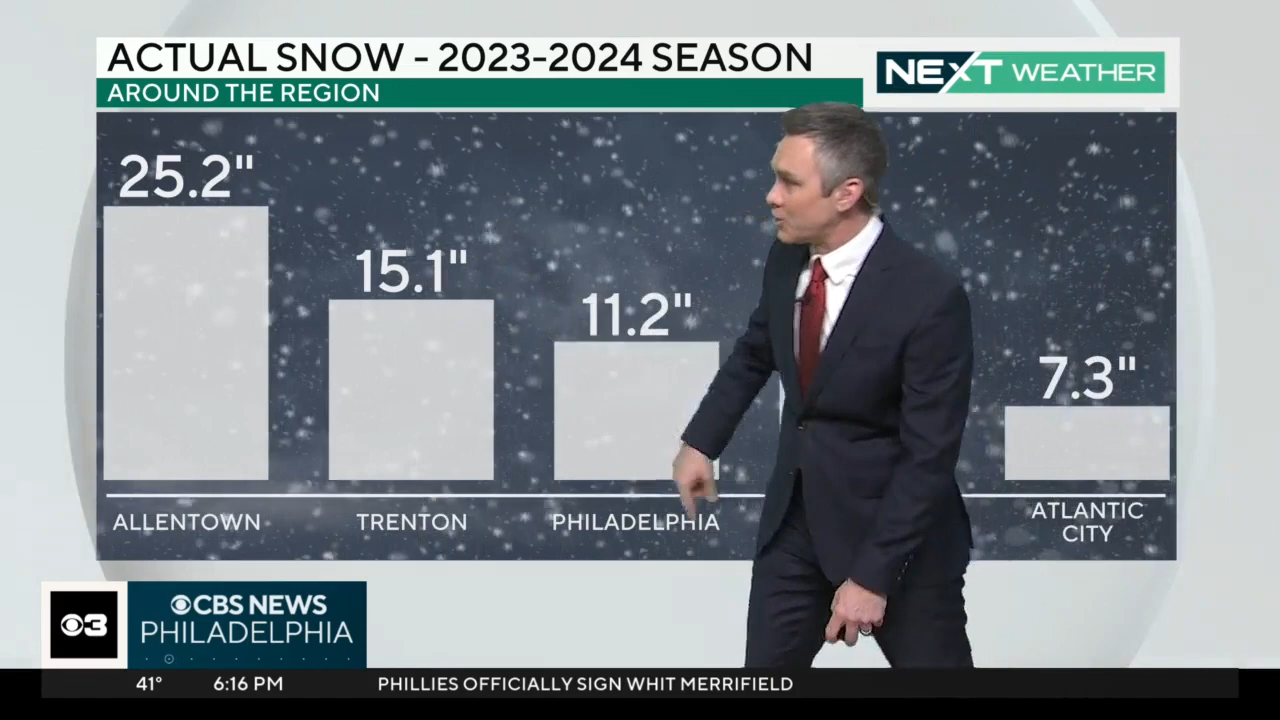 ACTUAL SNOW - 2023-2024 SEASON
AROUND THE REGION
NEXT WEATHER
25.2"
15.1"
11.2"
7.3"
ALLENTOWN
TRENTON
PHILADELPHIA
ATLANTIC
CITY
3
CBS NEWS
PHILADELPHIA
41° 6:16 PM PHILLIES OFFICIALLY SIGN WHIT MERRIFIELD